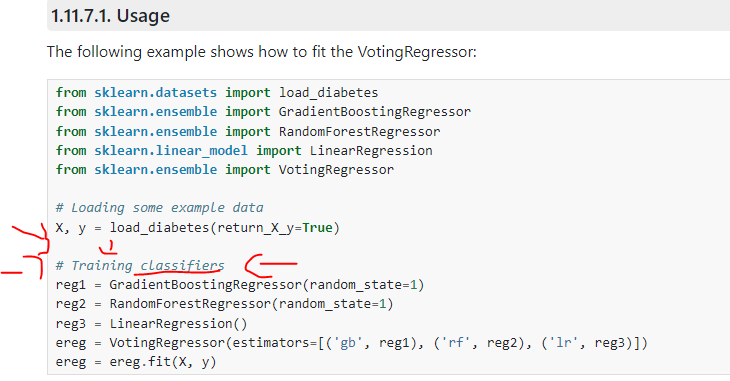 1.11.7.1. Usage
The following example shows how to fit the VotingRegressor:
from sklearn.datasets import load_diabetes
from sklearn.ensemble import GradientBoostingRegressor
from sklearn.ensemble import RandomForestRegressor
from sklearn.linear_model import LinearRegression
from sklearn.ensemble import VotingRegressor
# Loading some example data
X, y = load_diabetes(return_X_y=True)
# Training classifiers
reg1 = GradientBoostingRegressor(random_state=1)
reg2 = RandomForestRegressor(random_state=1)
reg3 = LinearRegression()
ereg = VotingRegressor(estimators=[('gb', reg1), ('rf', reg2), ('lr', reg3)])
ereg = ereg.fit(X, y)